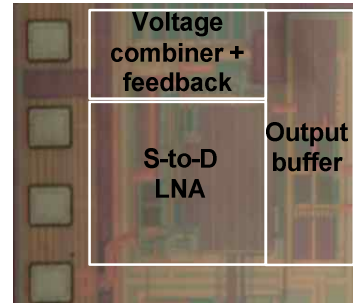 Voltage
combiner +
feedback
S-to-D
LNA
Output
buffer